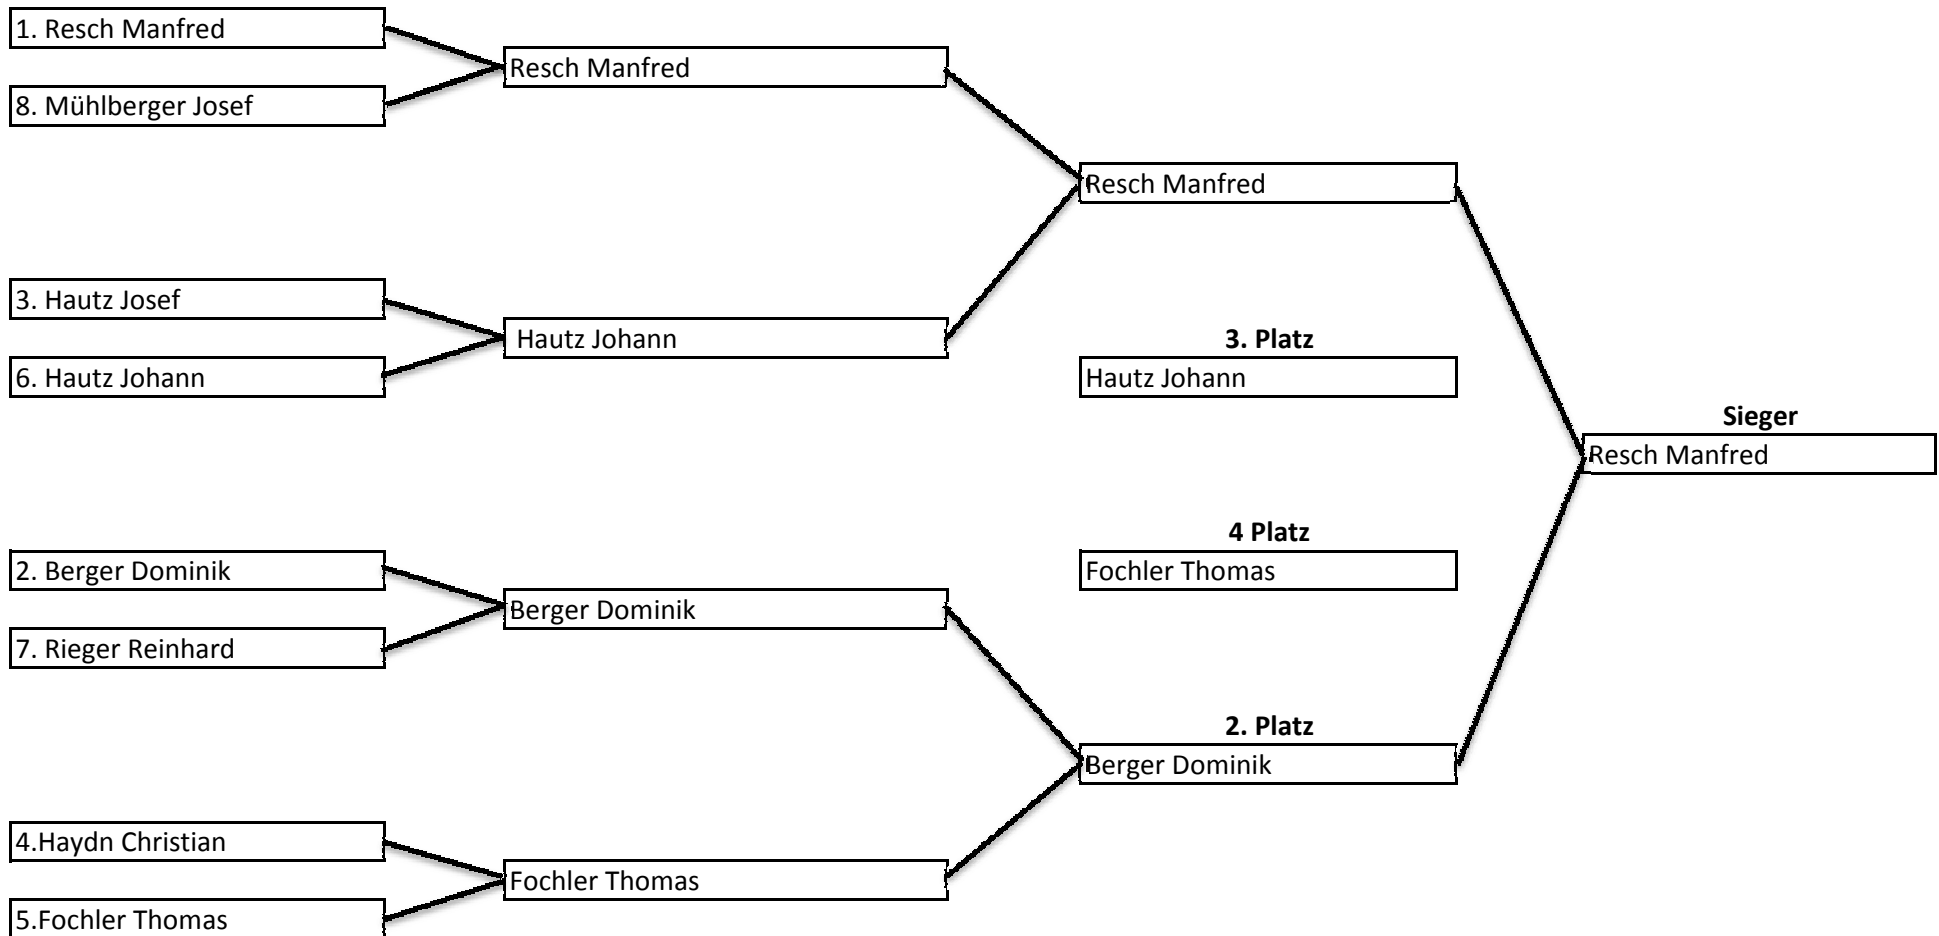 1. Resch Manfred
Resch Manfred
8. Mühlberger Josef
Resch Manfred
3. Hautz Josef
Hautz Johann
3. Platz
6. Hautz Johann
Hautz Johann
Sieger
Resch Manfred
4 Platz
2. Berger Dominik
Fochler Thomas
Berger Dominik
7. Rieger Reinhard
2. Platz
Berger Dominik
4.Haydn Christian
Fochler Thomas
5.Fochler Thomas